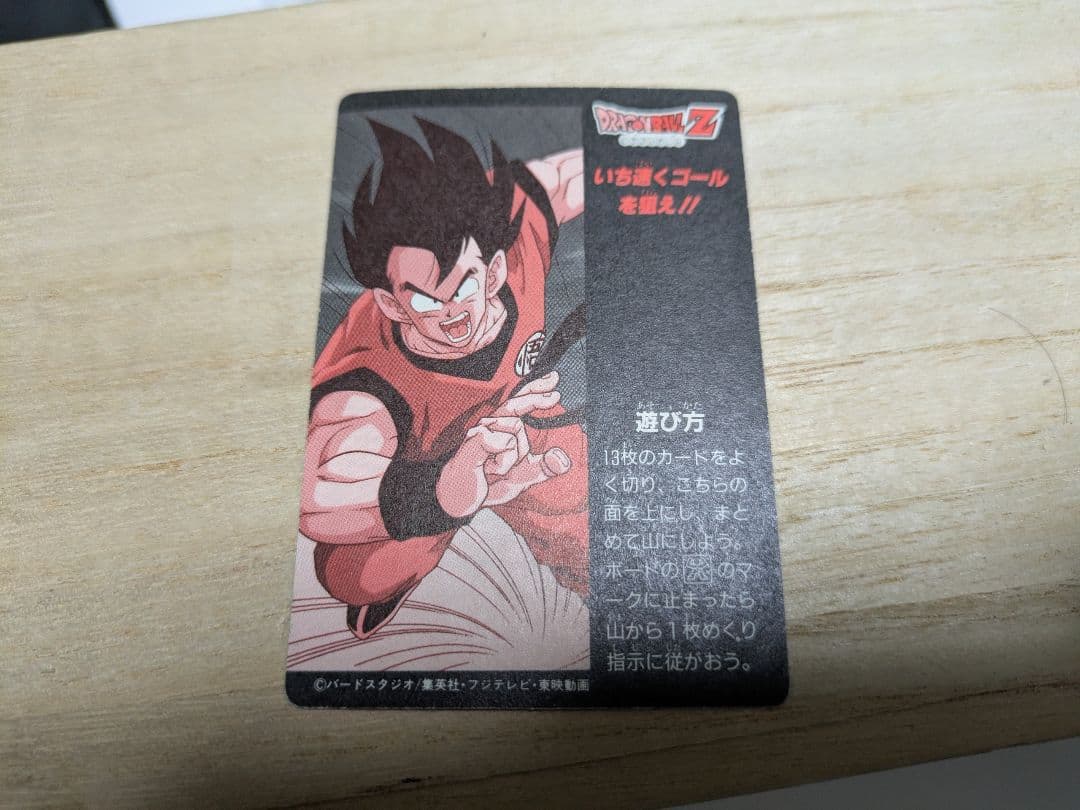 DRAGON BALL Z
いち速くゴール
を狙え!!
遊び方
13枚のカードをよ
く切り、こちらの
面を上にし、まと
めて山にしよう。
ボードの のマ
ークに止まったら
山から1枚めくり
指示に従がおう。
悟
©バードスタジオ/集英社・フジテレビ・東映動画